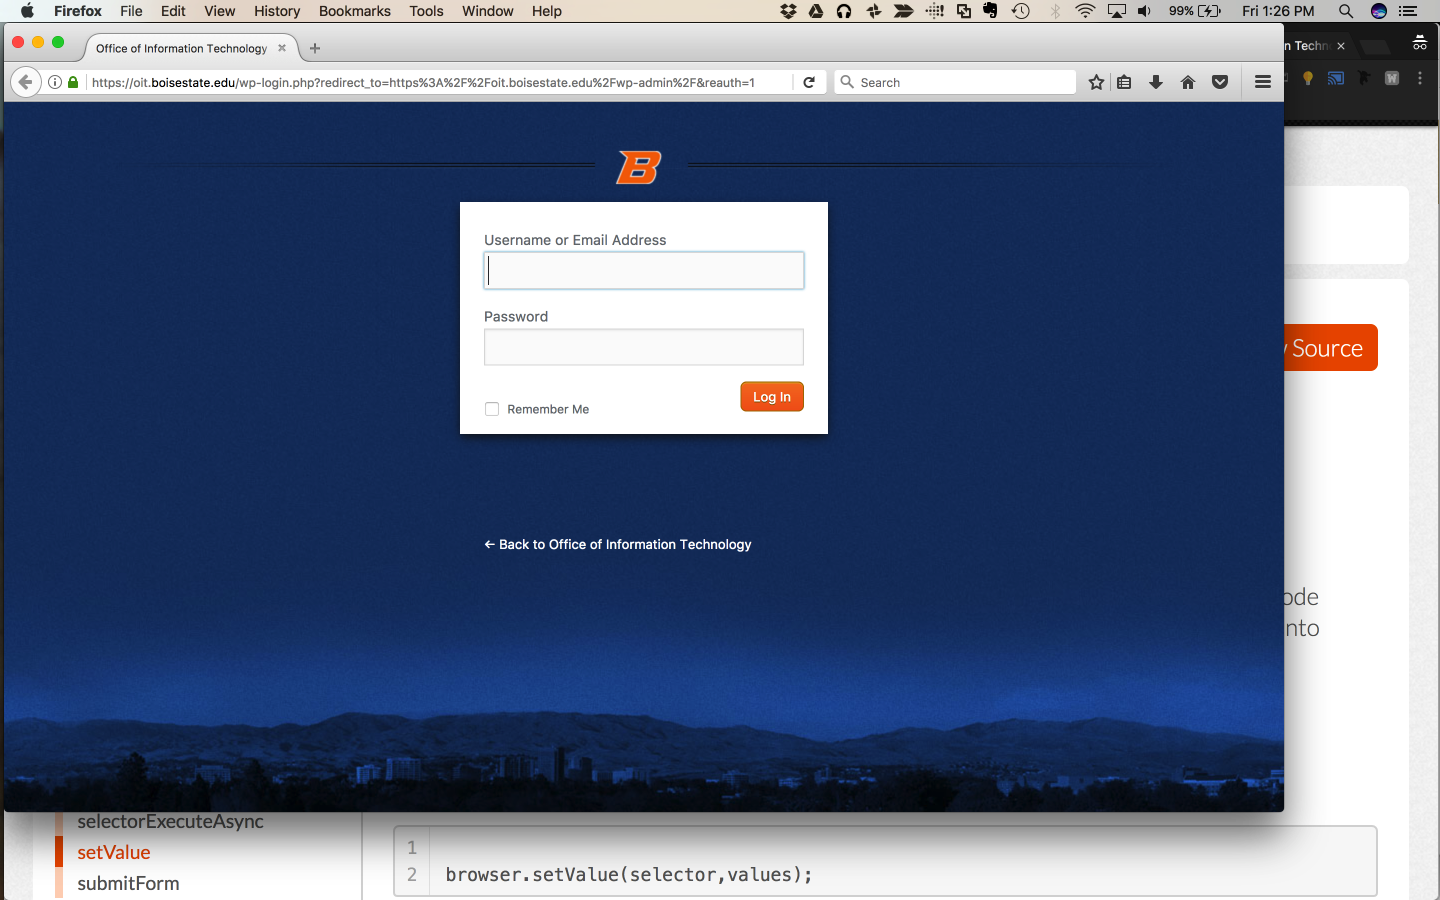 Firefox File Edit View History Bookmarks Tools Window Help 99% Fri 1:26 PM
Office of Information Technology
https://oit.boisestate.edu/wp-login.php?redirect_to=https%3A%2F%2Foit.boisestate.edu%2Fwp-admin%2F&reauth=1 Search
B
Username or Email Address
Password
Remember Me
Log In
← Back to Office of Information Technology
n Techn
W
Source
ode
nto
selectorExecuteAsync
setValue
submitForm
1
2 browser.setValue(selector,values);